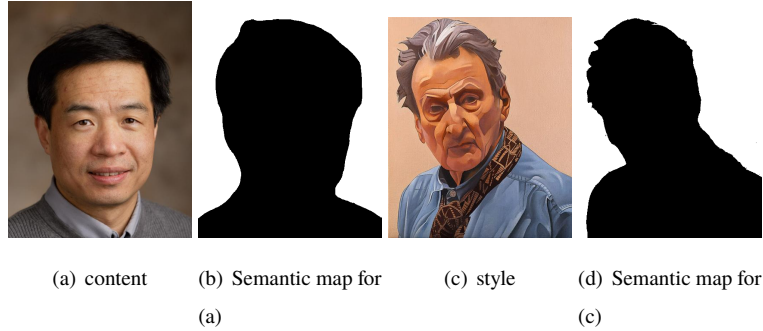 (a) content
(b) Semantic map for
(a)
(c) style
(d) Semantic map for
(c)